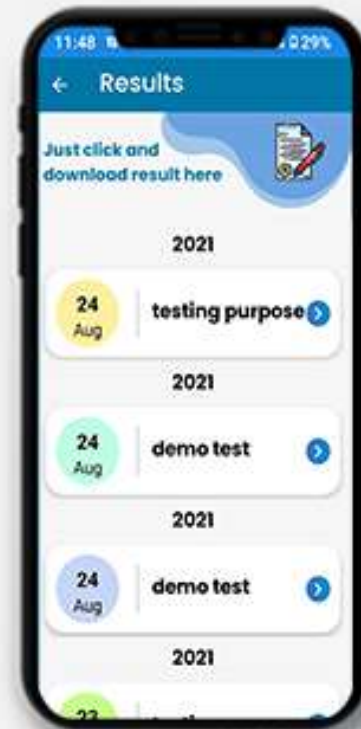 11:48
29%
← Results
Just click and
download result here
2021
24
Aug
testing purpose
2021
24
Aug
demo test
2021
24
Aug
demo test
2021
23